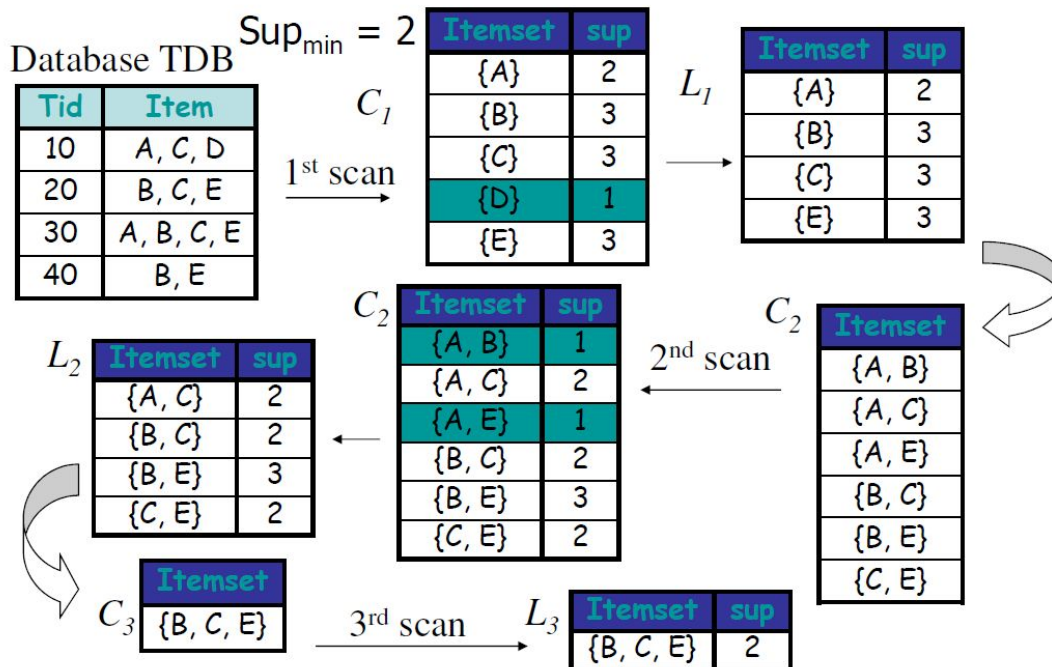 Sup_min = 2
Database TDB
Tid Item
10 A, C, D
20 B, C, E
30 A, B, C, E
40 B, E
1st scan
C1
Itemset sup
{A} 2
{B} 3
{C} 3
{D} 1
{E} 3
L1
Itemset sup
{A} 2
{B} 3
{C} 3
{E} 3
C2
Itemset
{A, B}
{A, C}
{A, E}
{B, C}
{B, E}
{C, E}
2nd scan
C2
Itemset sup
{A, B} 1
{A, C} 2
{A, E} 1
{B, C} 2
{B, E} 3
{C, E} 2
L2
Itemset sup
{A, C} 2
{B, C} 2
{B, E} 3
{C, E} 2
C3
Itemset
{B, C, E}
3rd scan
L3
Itemset sup
{B, C, E} 2